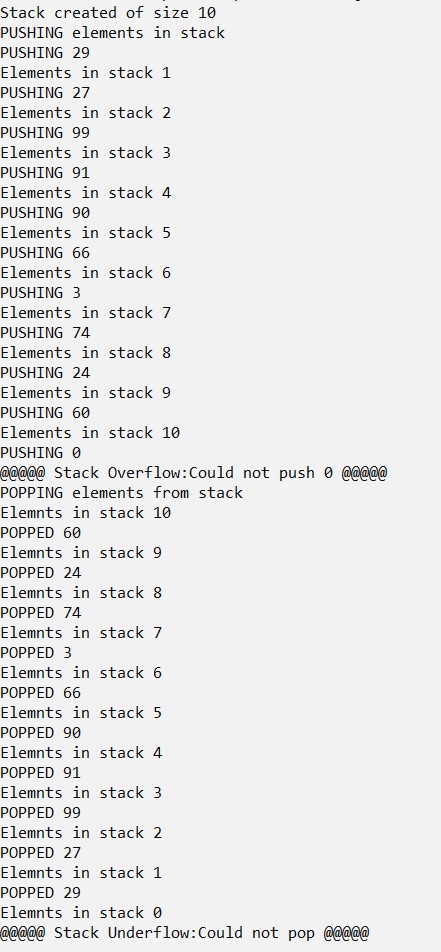 Stack created of size 10
PUSHING elements in stack
PUSHING 29
Elements in stack 1
PUSHING 27
Elements in stack 2
PUSHING 99
Elements in stack 3
PUSHING 91
Elements in stack 4
PUSHING 90
Elements in stack 5
PUSHING 66
Elements in stack 6
PUSHING 3
Elements in stack 7
PUSHING 74
Elements in stack 8
PUSHING 24
Elements in stack 9
PUSHING 60
Elements in stack 10
PUSHING 0
@@@@@ Stack Overflow:Could not push 0 @@@@@
POPPING elements from stack
Elemnts in stack 10
POPPED 60
Elemnts in stack 9
POPPED 24
Elemnts in stack 8
POPPED 74
Elemnts in stack 7
POPPED 3
Elemnts in stack 6
POPPED 66
Elemnts in stack 5
POPPED 90
Elemnts in stack 4
POPPED 91
Elemnts in stack 3
POPPED 99
Elemnts in stack 2
POPPED 27
Elemnts in stack 1
POPPED 29
Elemnts in stack 0
@@@@@ Stack Underflow:Could not pop @@@@@